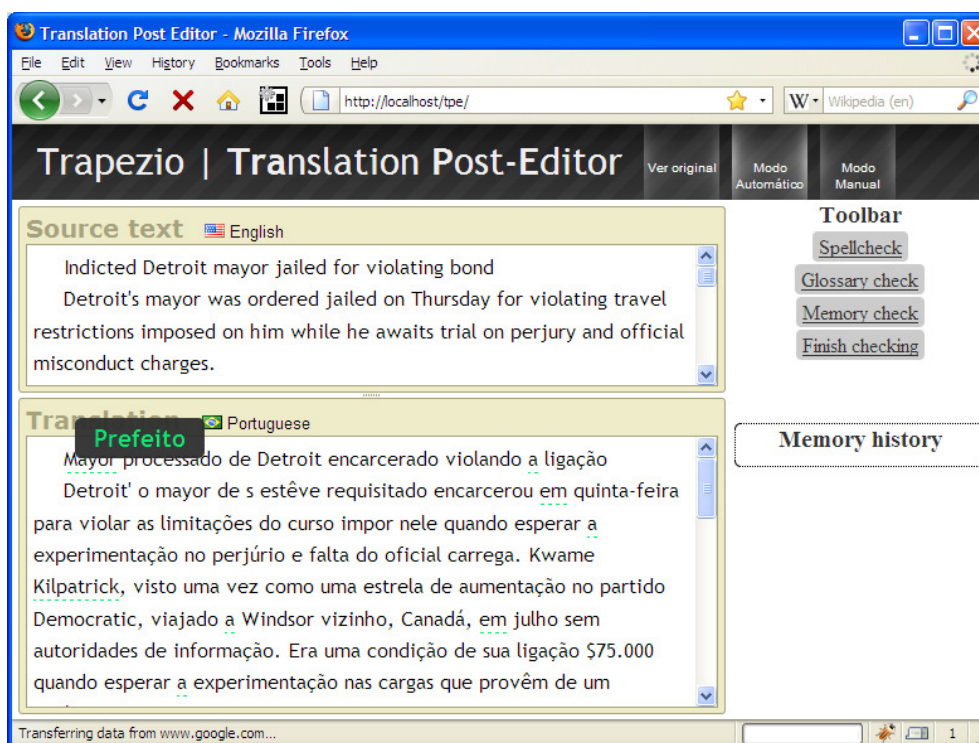 Translation Post Editor - Mozilla Firefox
File Edit View History Bookmarks Tools Help
http://localhost/tpe/
W
Wikipedia (en)
Trapezio | Translation Post-Editor
Ver original
Modo
Automático
Modo
Manual
Source text English
Indicted Detroit mayor jailed for violating bond
Detroit's mayor was ordered jailed on Thursday for violating travel
restrictions imposed on him while he awaits trial on perjury and official
misconduct charges.
Toolbar
Spellcheck
Glossary check
Memory check
Finish checking
Portuguese
Prefeito
Mayor processado de Detroit encarcerado violando a ligação
Detroit' o mayor de s estêve requisitado encarcerou em quinta-feira
para violar as limitações do curso impor nele quando esperar a
experimentação no perjúrio e falta do oficial carrega. Kwame
Kilpatrick, visto uma vez como uma estrela de aumentação no partido
Democratic, viajado a Windsor vizinho, Canadá, em julho sem
autoridades de informação. Era uma condição de sua ligação $75.000
quando esperar a experimentação nas cargas que provêm de um
Memory history
Transferring data from www.google.com...
1